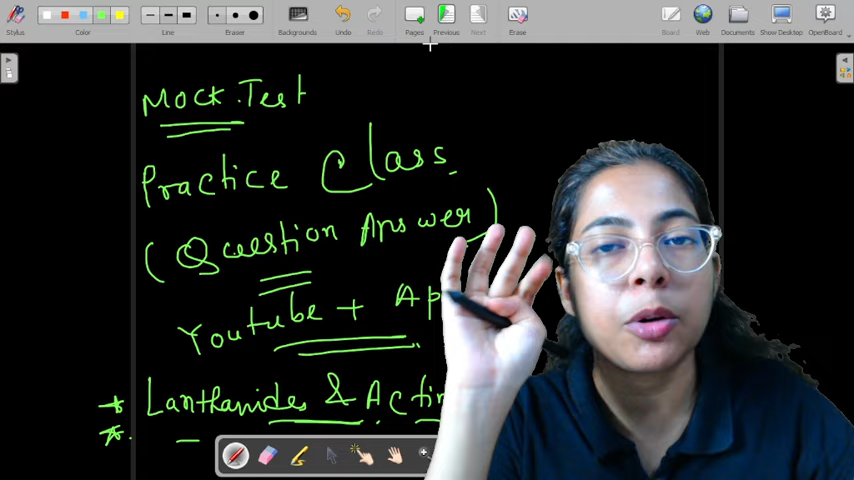 Stylus Color Line Eraser Backgrounds Undo Redo Pages Previous Next Erase Board Web Documents Show Desktop OpenBoard
Mock Test
Practice Class
(Question Answer)
Youtube + Ap
Lanthanides & Actin